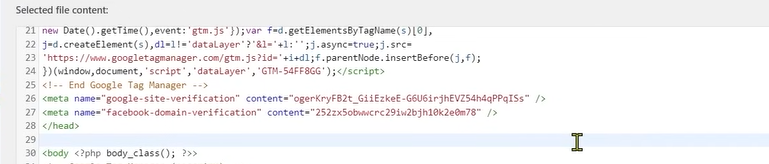 Selected file content:
21 new Date().getTime(),event:'gtm.js'});var f=d.getElementsByTagName(s)[0],
22 j=d.createElement(s),dl=l!='dataLayer'?'&l='+l:'';j.async=true;j.src=
23 'https://www.googletagmanager.com/gtm.js?id='+i+dl;f.parentNode.insertBefore(j,f);
24 })(window,document,'script','dataLayer','GTM-54FF8GG');</script>
25 <!-- End Google Tag Manager -->
26 <meta name="google-site-verification" content="ogerKryFB2t_GiiEzkeE-G6U6irjhEVZ54h4qPPqISs" />
27 <meta name="facebook-domain-verification" content="252zx5obwwcrc29iw2bjh10k2e0m78" />
28 </head>
29
30 <body <?php body_class(); ?>>